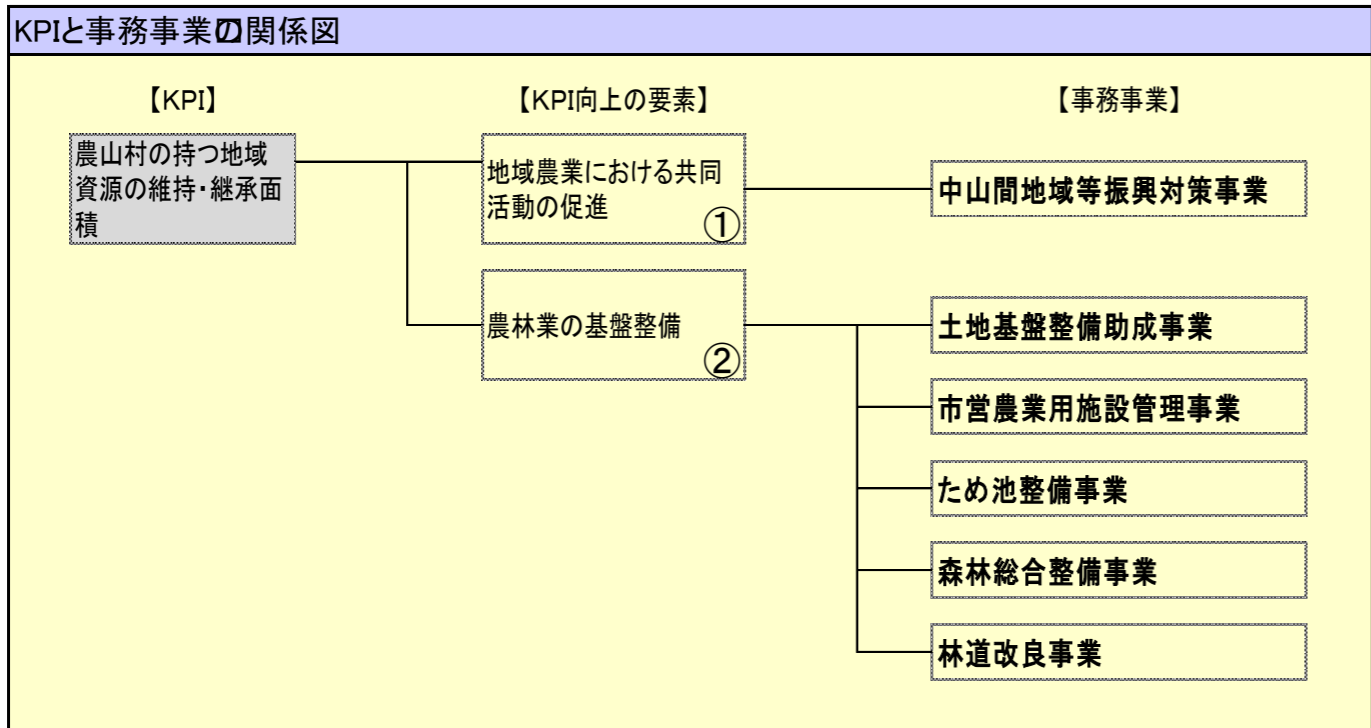 KPIと事務事業の関係図
【KPI】
【KPI向上の要素】
【事務事業】
農山村の持つ地域
資源の維持・継承面
積
地域農業における共同
活動の促進
①
中山間地域等振興対策事業
農林業の基盤整備
②
土地基盤整備助成事業
市営農業用施設管理事業
ため池整備事業
森林総合整備事業
林道改良事業